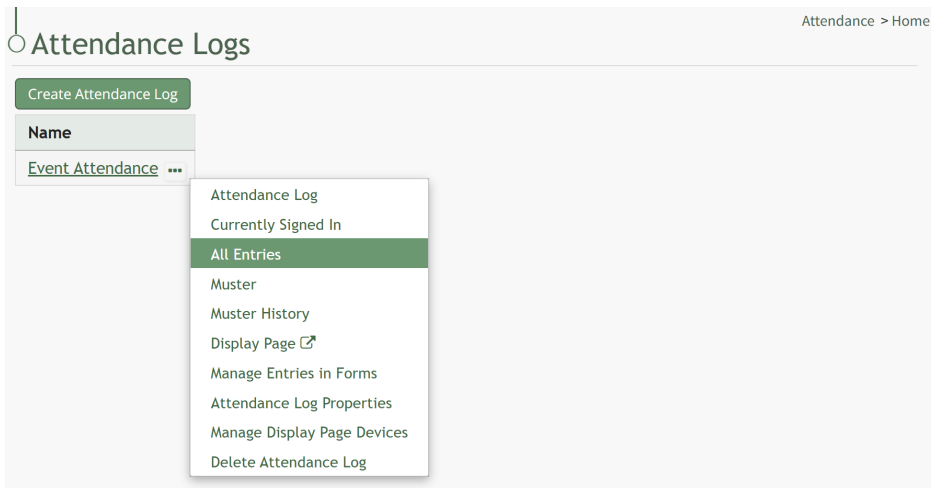 Attendance > Home
Attendance Logs
Create Attendance Log
Name
Event Attendance
Attendance Log
Currently Signed In
All Entries
Muster
Muster History
Display Page
Manage Entries in Forms
Attendance Log Properties
Manage Display Page Devices
Delete Attendance Log